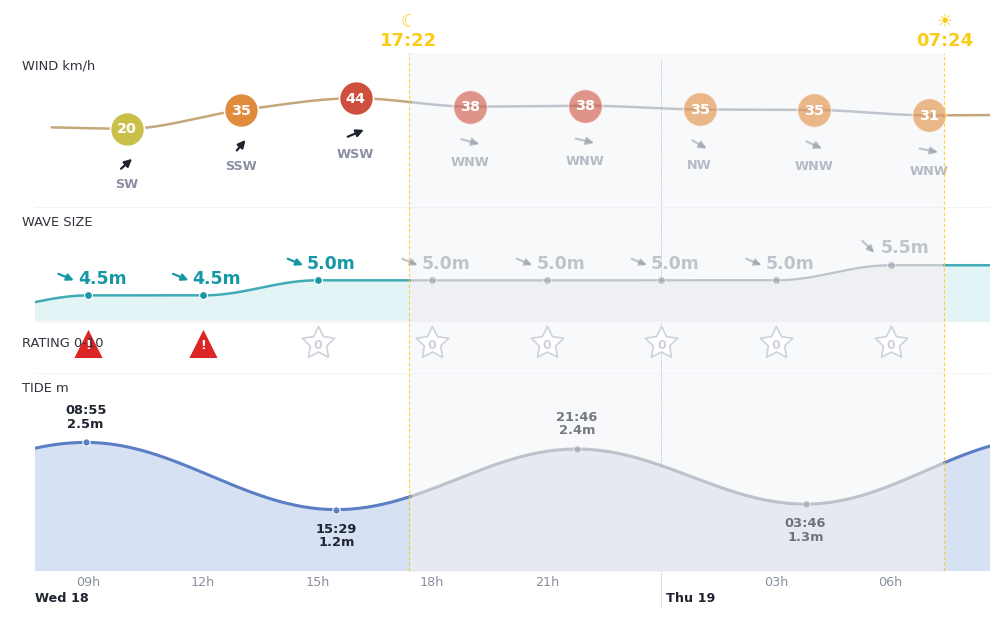 17:22
07:24
WIND km/h
20
35
44
38
38
35
35
31
SW
SSW
WSW
WNW
WNW
NW
WNW
WNW
WAVE SIZE
4.5m
4.5m
5.0m
5.0m
5.0m
5.0m
5.0m
5.5m
RATING 0-10
!
!
0
0
0
0
0
0
TIDE m
08:55
2.5m
15:29
1.2m
21:46
2.4m
03:46
1.3m
09h
12h
15h
18h
21h
03h
06h
Wed 18
Thu 19